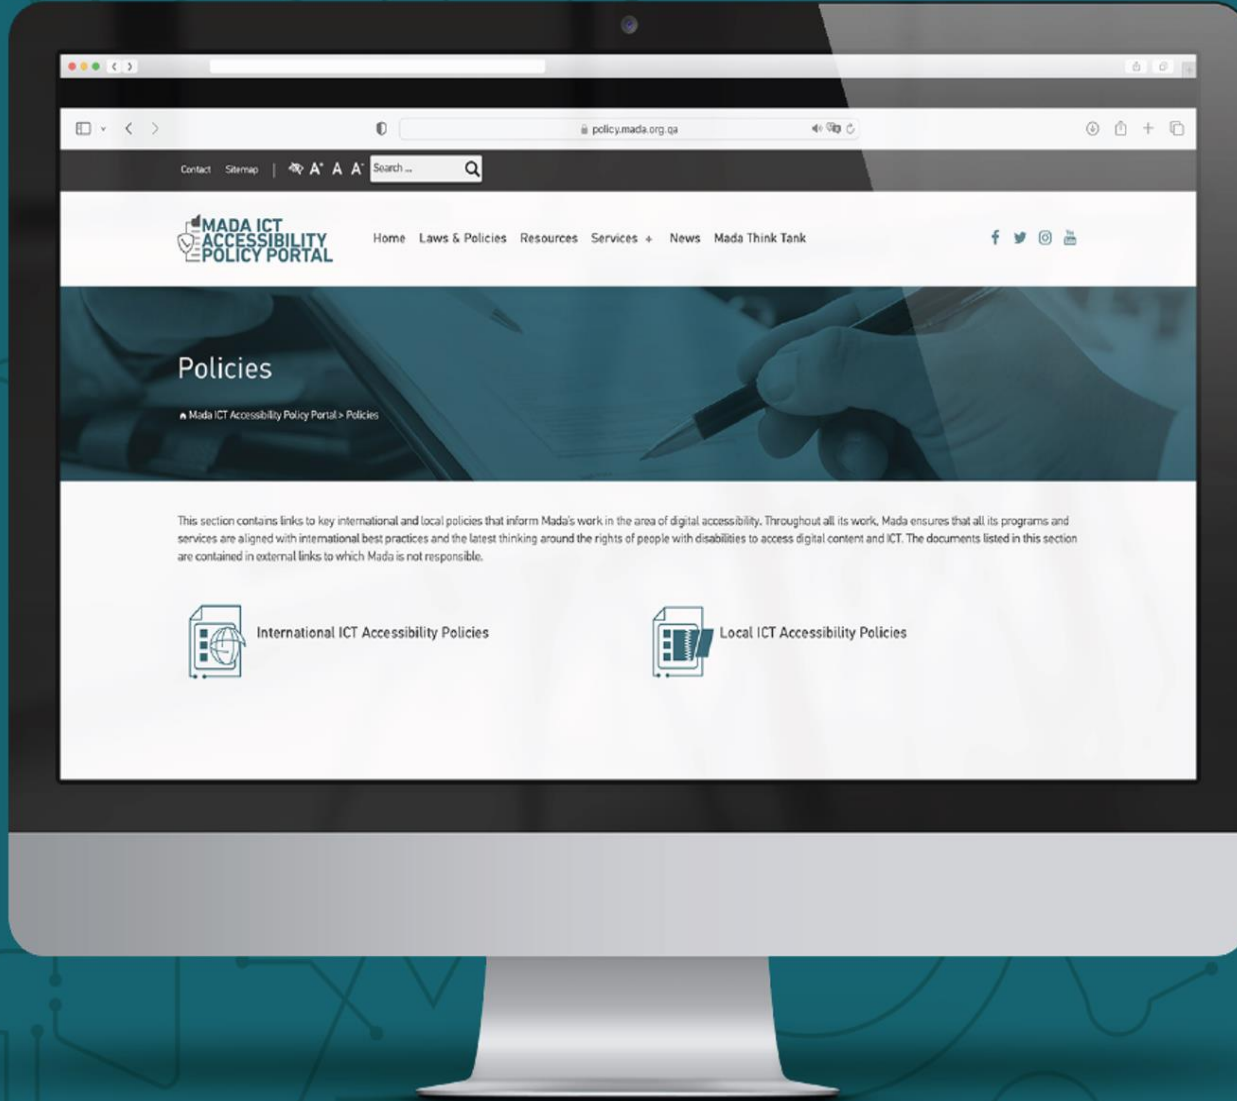 policy.mada.org.qa
Contact Sitemap | A+ A A- Search ...
MADA ICT
ACCESSIBILITY
POLICY PORTAL
Home Laws & Policies Resources Services + News Mada Think Tank
You
Tube
Policies
Mada ICT Accessibility Policy Portal > Policies
This section contains links to key international and local policies that inform Mada's work in the area of digital accessibility. Throughout all its work, Mada ensures that all its programs and
services are aligned with international best practices and the latest thinking around the rights of people with disabilities to access digital content and ICT. The documents listed in this section
are contained in external links to which Mada is not responsible.
International ICT Accessibility Policies
Local ICT Accessibility Policies